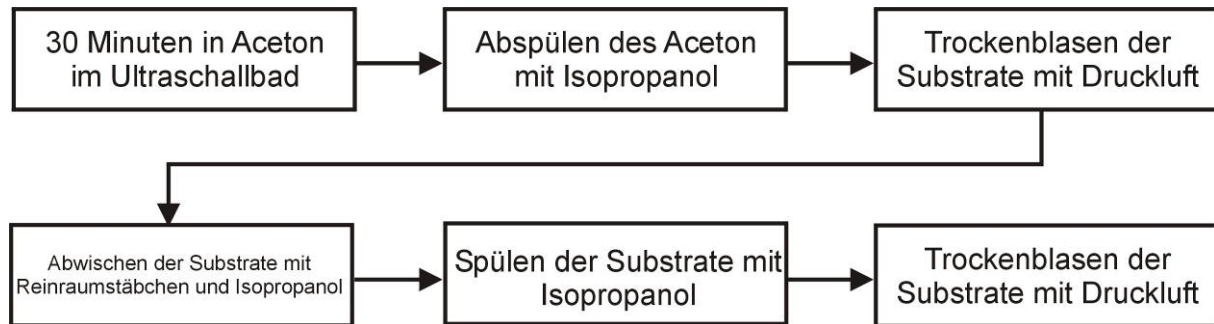 30 Minuten in Aceton
im Ultraschallbad
Abspülen des Aceton
mit Isopropanol
Trockenblasen der
Substrate mit Druckluft
Abwischen der Substrate mit
Reinraumstäbchen und Isopropanol
Spülen der Substrate mit
Isopropanol
Trockenblasen der
Substrate mit Druckluft